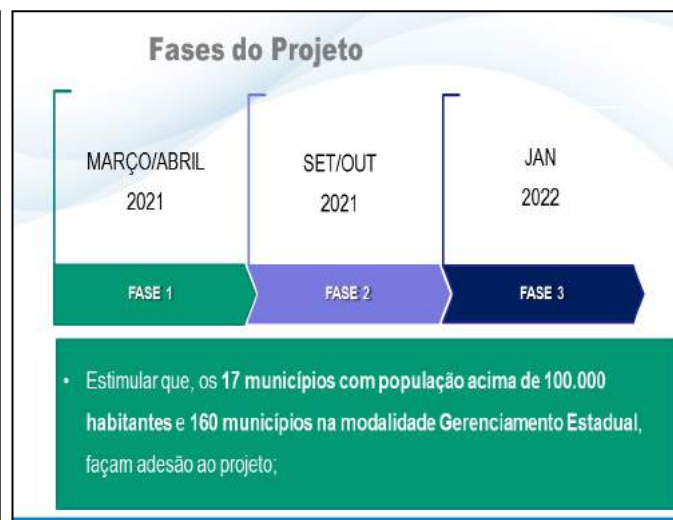 Fases do Projeto
MARÇO/ABRIL
2021
SET/OUT
2021
JAN
2022
FASE 1
FASE 2
FASE 3
• Estimular que, os 17 municípios com população acima de 100.000
habitantes e 160 municípios na modalidade Gerenciamento Estadual,
façam adesão ao projeto;